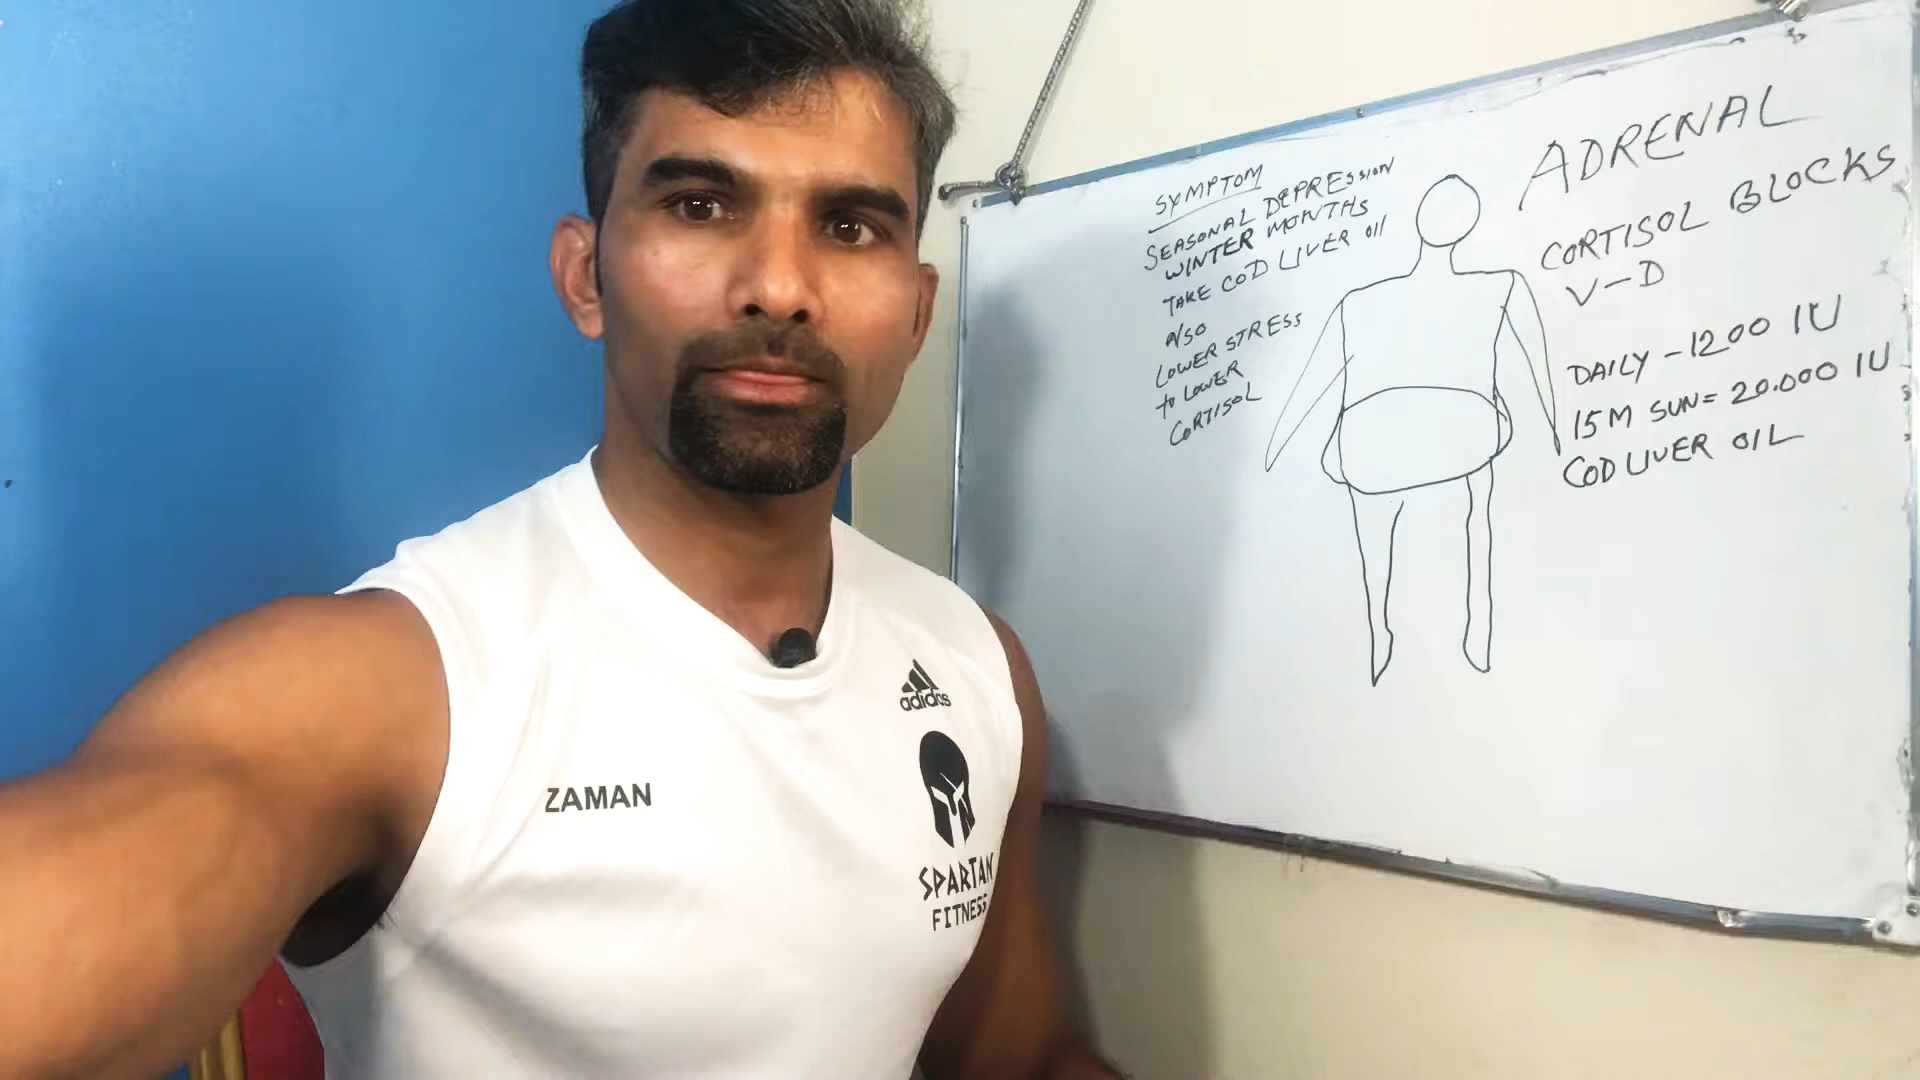 SYMPTOM
SEASONAL DEPRESSION
WINTER MONTHS
TAKE COD LIVER OIl
AlSO
LOWER STRESS
to LOWER
CORTISOL
ADRENAL
CORTISOL BLOCKS
V-D
DAILY - 1200 IU
15M SUN = 20.000 IU
COD LIVER OIL
adidas
ZAMAN
SPARTAN
FITNESS